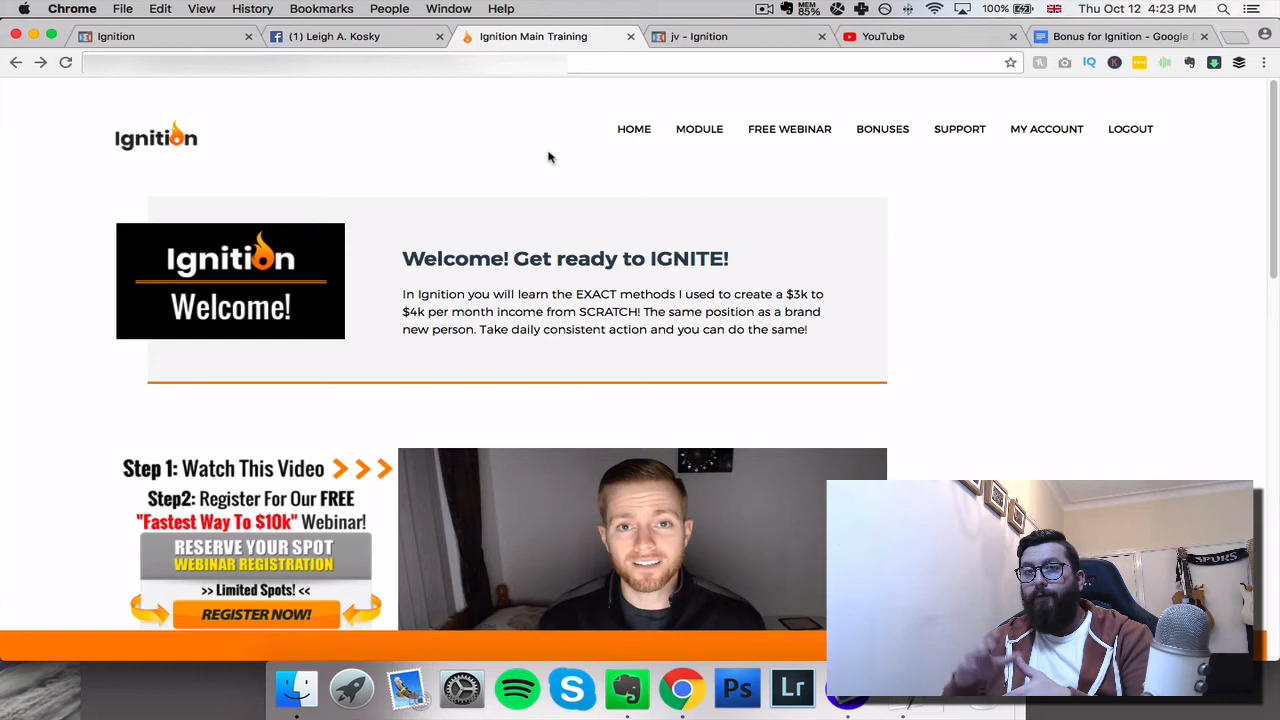 Chrome File Edit View History Bookmarks People Window Help
MEM 85% 100% Thu Oct 12 4:23 PM
Ignition
(1) Leigh A. Kosky
Ignition Main Training
jv - Ignition
YouTube
Bonus for Ignition - Google
Ignition
HOME MODULE FREE WEBINAR BONUSES SUPPORT MY ACCOUNT LOGOUT
Ignition
Welcome!
Welcome! Get ready to IGNITE!
In Ignition you will learn the EXACT methods I used to create a $3k to
$4k per month income from SCRATCH! The same position as a brand
new person. Take daily consistent action and you can do the same!
Step 1: Watch This Video
Step2: Register For Our FREE
"Fastest Way To $10k" Webinar!
RESERVE YOUR SPOT
WEBINAR REGISTRATION
>> Limited Spots! <<
REGISTER NOW!
SPURS
Ps
Lr